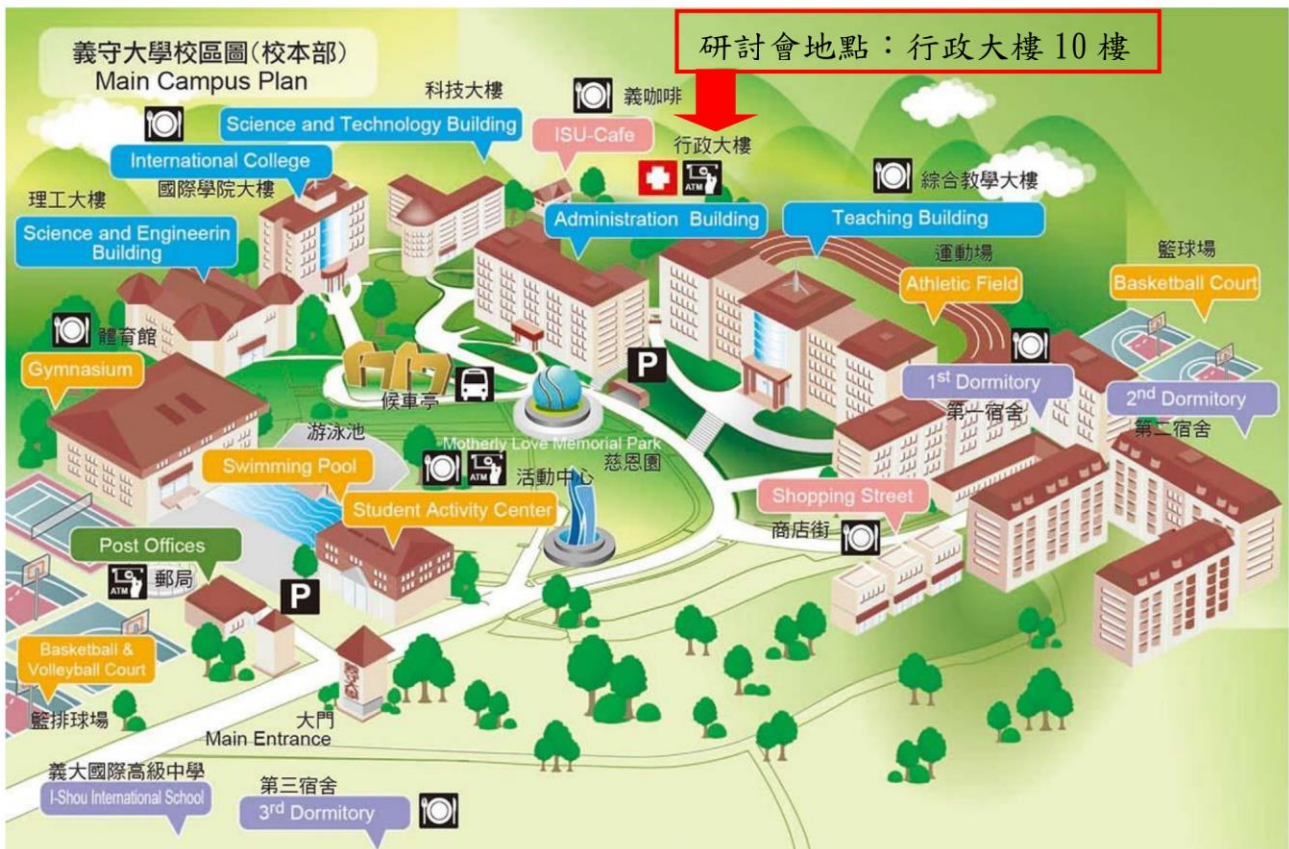 義守大學校區圖(校本部)
Main Campus Plan
研討會地點：行政大樓 10 樓
科技大樓
Science and Technology Building
義咖啡
ISU-Cafe
行政大樓
ATM
Administration Building
綜合教學大樓
Teaching Building
International College
國際學院大樓
理工大樓
Science and Engineerin
Building
運動場
Athletic Field
籃球場
Basketball Court
體育館
Gymnasium
候車亭
P
1st Dormitory
第一宿舍
2nd Dormitory
第二宿舍
游泳池
Swimming Pool
Motherly Love Memorial Park
慈恩園
ATM
活動中心
Student Activity Center
Shopping Street
商店街
Post Offices
ATM
郵局
P
Basketball &
Volleyball Court
籃排球場
大門
Main Entrance
義大國際高級中學
I-Shou International School
第三宿舍
3rd Dormitory